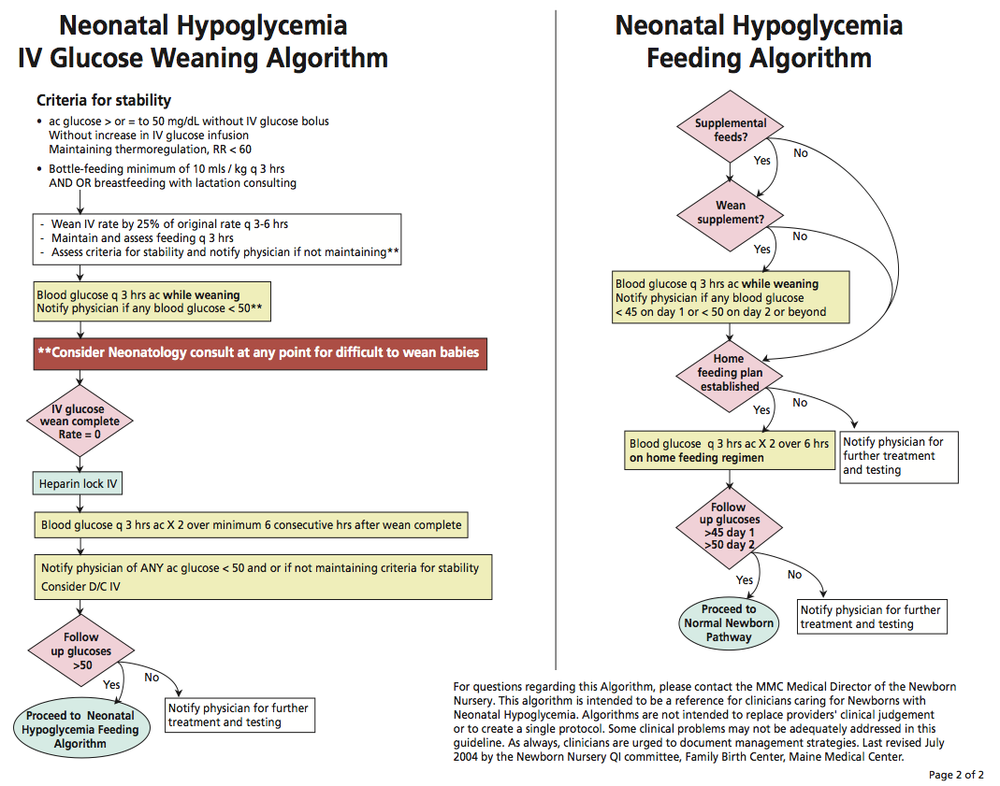 Neonatal Hypoglycemia
IV Glucose Weaning Algorithm
Criteria for stability
• ac glucose > or = to 50 mg/dL without IV glucose bolus
Without increase in IV glucose infusion
Maintaining thermoregulation, RR < 60
• Bottle-feeding minimum of 10 mls / kg q 3 hrs
AND OR breastfeeding with lactation consulting
- Wean IV rate by 25% of original rate q 3-6 hrs
- Maintain and assess feeding q 3 hrs
- Assess criteria for stability and notify physician if not maintaining**
Blood glucose q 3 hrs ac while weaning
Notify physician if any blood glucose < 50**
**Consider Neonatology consult at any point for difficult to wean babies
IV glucose
wean complete
Rate = 0
Heparin lock IV
Blood glucose q 3 hrs ac X 2 over minimum 6 consecutive hrs after wean complete
Notify physician of ANY ac glucose < 50 and or if not maintaining criteria for stability
Consider D/C IV
Follow
up glucoses
>50
Yes
No
Proceed to Neonatal
Hypoglycemia Feeding
Algorithm
Notify physician for further
treatment and testing
Neonatal Hypoglycemia
Feeding Algorithm
Supplemental
feeds?
Yes
No
Wean
supplement?
Yes
No
Blood glucose q 3 hrs ac while weaning
Notify physician if any blood glucose
< 45 on day 1 or < 50 on day 2 or beyond
Home
feeding plan
established
Yes
No
Blood glucose q 3 hrs ac X 2 over 6 hrs
on home feeding regimen
Notify physician for
further treatment
and testing
Follow
up glucoses
>45 day 1
>50 day 2
Yes
No
Proceed to
Normal Newborn
Pathway
Notify physician for further
treatment and testing
For questions regarding this Algorithm, please contact the MMC Medical Director of the Newborn
Nursery. This algorithm is intended to be a reference for clinicians caring for Newborns with
Neonatal Hypoglycemia. Algorithms are not intended to replace providers' clinical judgement
or to create a single protocol. Some clinical problems may not be adequately addressed in this
guideline. As always, clinicians are urged to document management strategies. Last revised July
2004 by the Newborn Nursery QI committee, Family Birth Center, Maine Medical Center.
Page 2 of 2